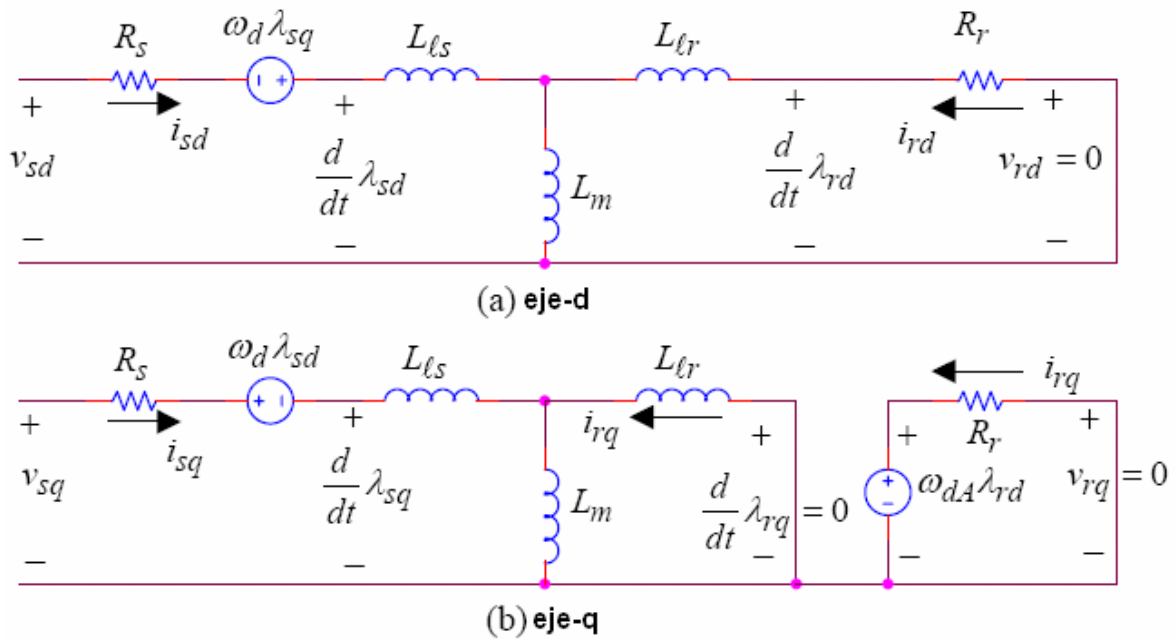 R_s
ω_d λ_sq
L_ℓs
L_ℓr
R_r
+ i_sd + + i_rd +
v_sd
d/dt λ_sd
L_m
d/dt λ_rd
v_rd = 0
− − − −
(a) eje-d
R_s
ω_d λ_sd
L_ℓs
L_ℓr
i_rq
+ i_sq + i_rq + + R_r +
v_sq
d/dt λ_sq
L_m
d/dt λ_rq = 0
ω_dA λ_rd
v_rq = 0
− − − − −
(b) eje-q